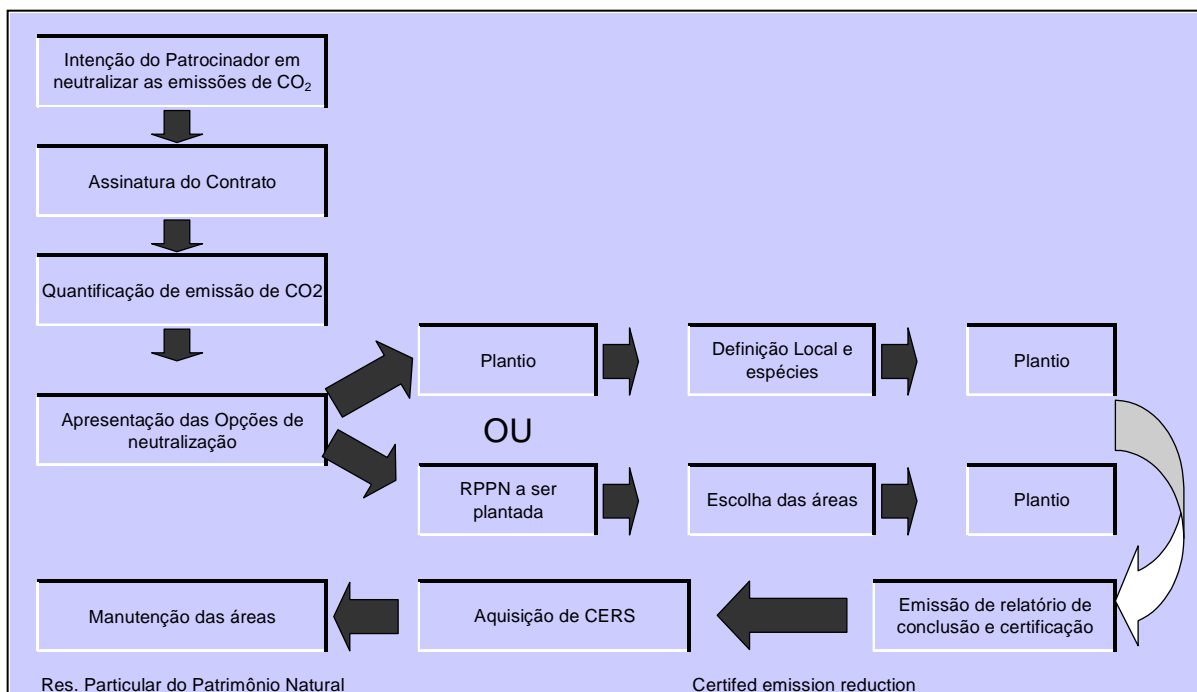 Intenção do Patrocinador em
neutralizar as emissões de CO₂
Assinatura do Contrato
Quantificação de emissão de CO2
Apresentação das Opções de
neutralização
Plantio
Definição Local e
espécies
Plantio
OU
RPPN a ser
plantada
Escolha das áreas
Plantio
Emissão de relatório de
conclusão e certificação
Aquisição de CERS
Manutenção das áreas
Res. Particular do Patrimônio Natural
Certifed emission reduction